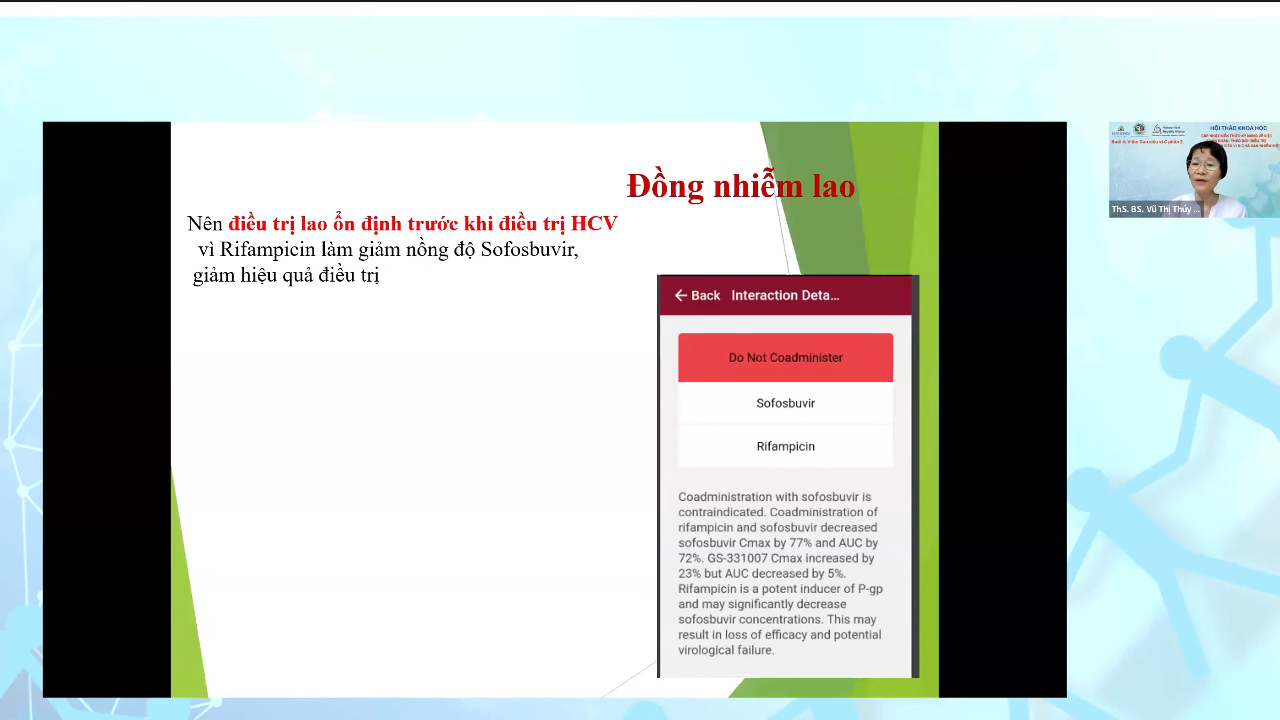 Đồng nhiễm lao
Nên điều trị lao ổn định trước khi điều trị HCV
vì Rifampicin làm giảm nồng độ Sofosbuvir,
giảm hiệu quả điều trị
Back Interaction Deta...
Do Not Coadminister
Sofosbuvir
Rifampicin
Coadministration with sofosbuvir is
contraindicated. Coadministration of
rifampicin and sofosbuvir decreased
sofosbuvir Cmax by 77% and AUC by
72%. GS-331007 Cmax increased by
23% but AUC decreased by 5%.
Rifampicin is a potent inducer of P-gp
and may significantly decrease
sofosbuvir concentrations. This may
result in loss of efficacy and potential
virological failure.
HỘI THẢO KHOA HỌC
ThS. BS. Vũ Thị Thúy ...